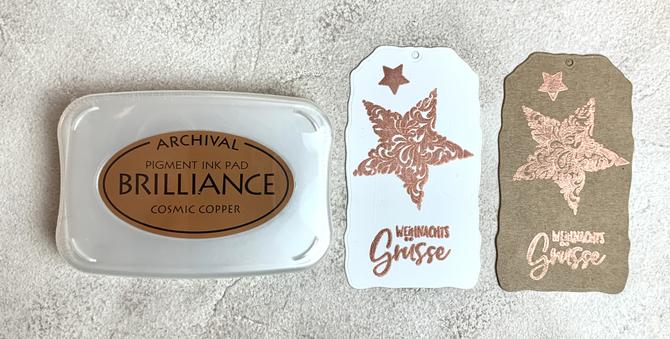 ARCHIVAL
PIGMENT INK PAD
BRILLIANCE
COSMIC COPPER
WEIHNACHTS
Grüsse
WEIHNACHTS
Grüsse